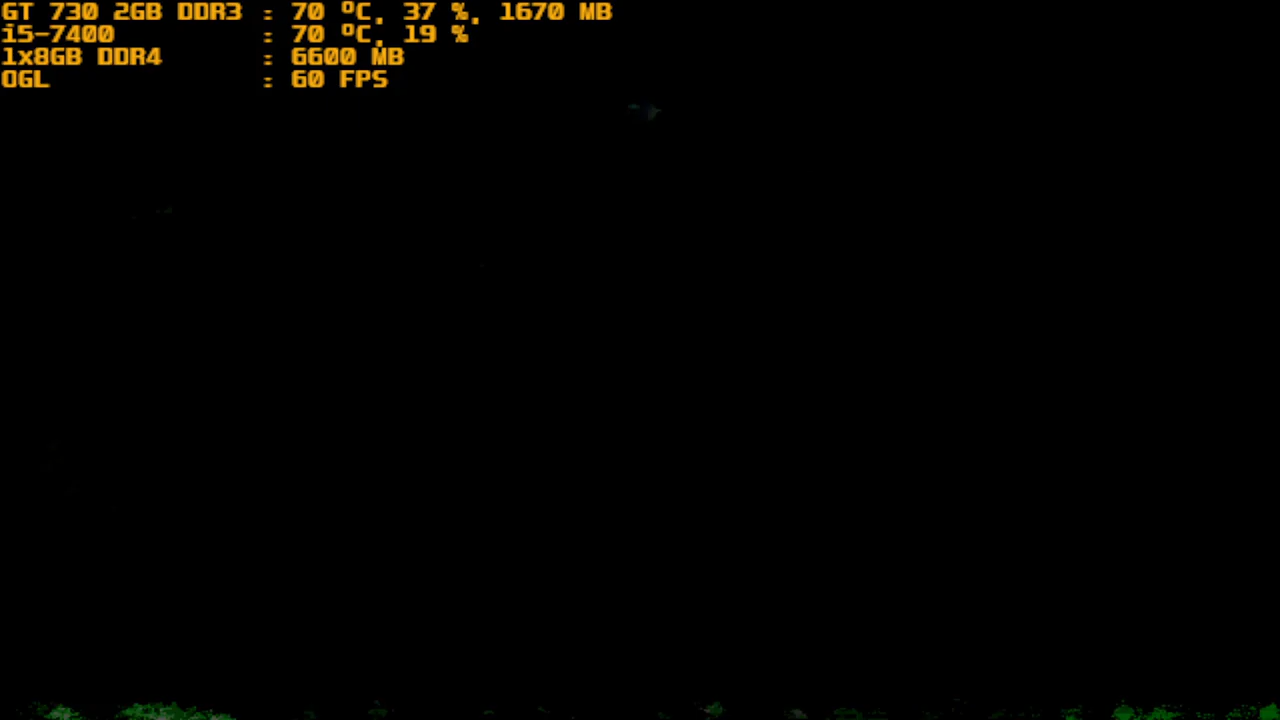 GT 730 2GB DDR3 : 70 ºC, 37 %, 1670 MB
i5-7400 : 70 ºC, 19 %
1x8GB DDR4 : 6600 MB
OGL : 60 FPS